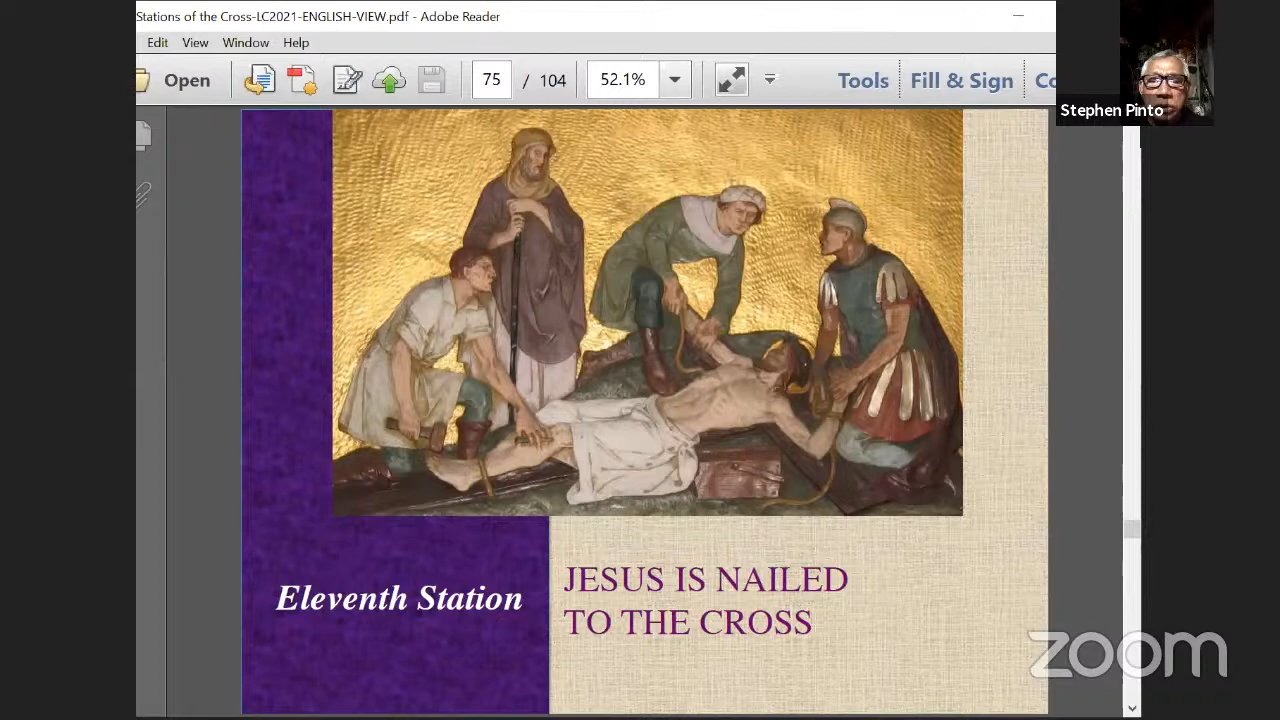 Stations of the Cross-LC2021-ENGLISH-VIEW.pdf - Adobe Reader
Edit View Window Help
Open 75 / 104 52.1% Tools Fill & Sign Co
Stephen Pinto
Eleventh Station
JESUS IS NAILED
TO THE CROSS
zoom